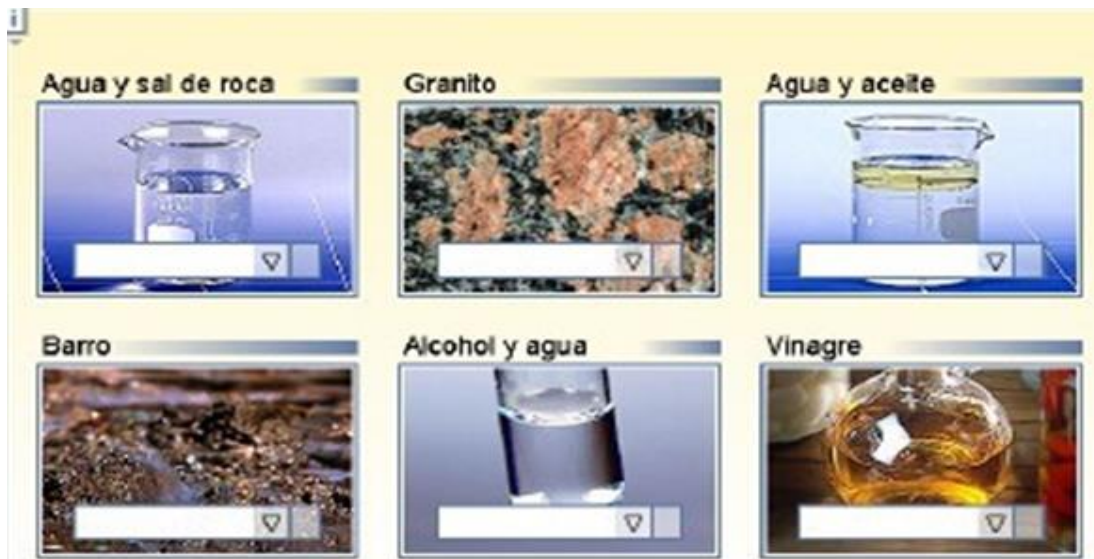 Agua y sal de roca
Granito
Agua y aceite
Barro
Alcohol y agua
Vinagre